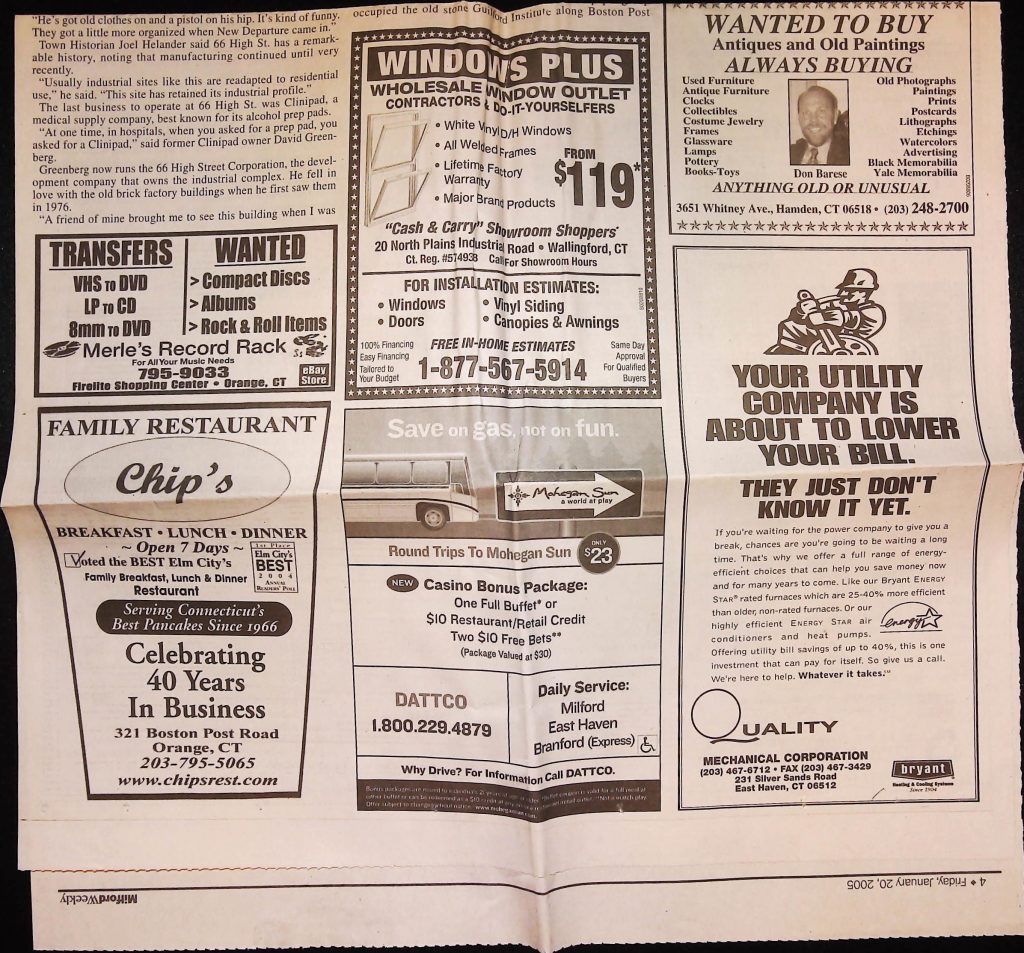 "He's got old clothes on and a pistol on his hip. It's kind of funny.
They got a little more organized when New Departure came in."
Town Historian Joel Helander said 66 High St. has a remark-
able history, noting that manufacturing continued until very
recently.
"Usually industrial sites like this are readapted to residential
use," he said. "This site has retained its industrial profile."
The last business to operate at 66 High St. was Clinipad, a
medical supply company, best known for its alcohol prep pads.
"At one time, in hospitals, when you asked for a prep pad, you
asked for a Clinipad," said former Clinipad owner David Green-
berg.
Greenberg now runs the 66 High Street Corporation, the devel-
opment company that owns the industrial complex. He fell in
love with the old brick factory buildings when he first saw them
in 1976.
"A friend of mine brought me to see this building when I was
TRANSFERS
VHS TO DVD
LP TO CD
8mm TO DVD
WANTED
> Compact Discs
> Albums
> Rock & Roll Items
Merle's Record Rack
For All Your Music Needs
795-9033
Firelite Shopping Center • Orange, CT
eBay
Store
FAMILY RESTAURANT
Chip's
BREAKFAST • LUNCH • DINNER
~ Open 7 Days ~
Voted the BEST Elm City's
Family Breakfast, Lunch & Dinner
Restaurant
1st Place
Elm City's
BEST
2004
ANNUAL
READERS' POLL
Serving Connecticut's
Best Pancakes Since 1966
Celebrating
40 Years
In Business
321 Boston Post Road
Orange, CT
203-795-5065
www.chipsrest.com
occupied the old stone Guilford Institute along Boston Post
WINDOWS PLUS
WHOLESALE WINDOW OUTLET
CONTRACTORS & DO-IT-YOURSELFERS
• White Vinyl D/H Windows
• All Welded Frames
• Lifetime Factory
Warranty
• Major Brand Products
FROM
$119*
"Cash & Carry" Showroom Shoppers*
20 North Plains Industrial Road • Wallingford, CT
Ct. Reg. #574938 Call For Showroom Hours
FOR INSTALLATION ESTIMATES:
• Windows
• Doors
• Vinyl Siding
• Canopies & Awnings
100% Financing
Easy Financing
Tailored to
Your Budget
FREE IN-HOME ESTIMATES
1-877-567-5914
Same Day
Approval
For Qualified
Buyers
Save on gas, not on fun.
Mohegan Sun
a world at play
Round Trips To Mohegan Sun
ONLY
$23
NEW
Casino Bonus Package:
One Full Buffet* or
$10 Restaurant/Retail Credit
Two $10 Free Bets**
(Package Valued at $30)
DATTCO
1.800.229.4879
Daily Service:
Milford
East Haven
Branford (Express)
Why Drive? For Information Call DATTCO.
WANTED TO BUY
Antiques and Old Paintings
ALWAYS BUYING
Used Furniture
Antique Furniture
Clocks
Collectibles
Costume Jewelry
Frames
Glassware
Lamps
Pottery
Books-Toys
Don Barese
Old Photographs
Paintings
Prints
Postcards
Lithographs
Etchings
Watercolors
Advertising
Black Memorabilia
Yale Memorabilia
ANYTHING OLD OR UNUSUAL
3651 Whitney Ave., Hamden, CT 06518 • (203) 248-2700
YOUR UTILITY
COMPANY IS
ABOUT TO LOWER
YOUR BILL.
THEY JUST DON'T
KNOW IT YET.
If you're waiting for the power company to give you a
break, chances are you're going to be waiting a long
time. That's why we offer a full range of energy-
efficient choices that can help you save money now
and for many years to come. Like our Bryant ENERGY
STAR® rated furnaces which are 25-40% more efficient
than older, non-rated furnaces. Or our
highly efficient ENERGY STAR air
conditioners and heat pumps.
energy
Offering utility bill savings of up to 40%, this is one
investment that can pay for itself. So give us a call.
We're here to help. Whatever it takes.℠
QUALITY
MECHANICAL CORPORATION
(203) 467-6712 • FAX (203) 467-3429
231 Silver Sands Road
East Haven, CT 06512
bryant
Heating & Cooling Systems
Since 1904
4 ♦ Friday, January 20, 2005
MilfordWeekly